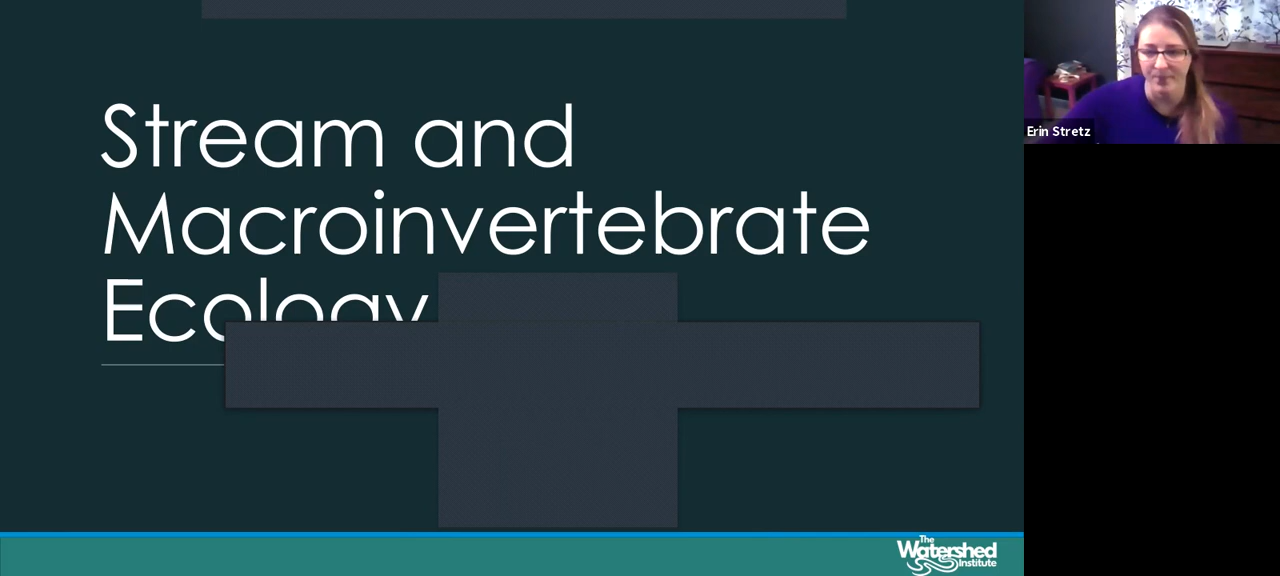 Stream and
Macroinvertebrate
Ecology
Erin Stretz
The
Watershed
Institute